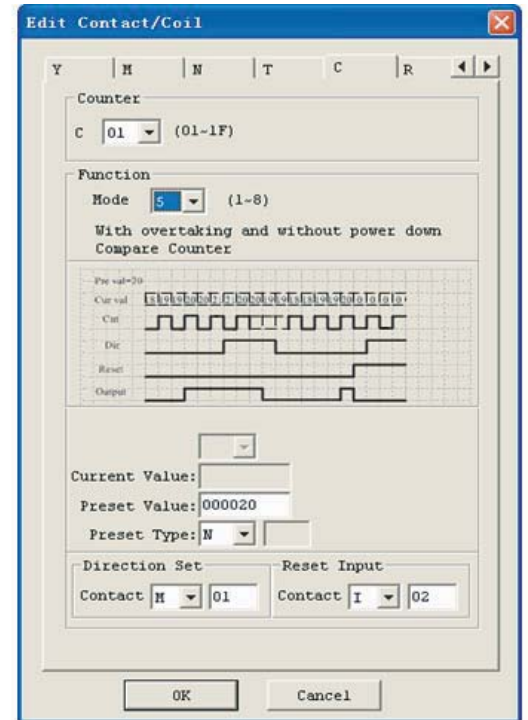 Edit Contact/Coil
Y M N T C R
Counter
C 01 (01~1F)
Function
Mode 5 (1~8)
With overtaking and without power down
Compare Counter
Pre val=20
Cur val
Cnt
Dir
Reset
Output
Current Value:
Preset Value: 000020
Preset Type: N
Direction Set Reset Input
Contact M 01 Contact I 02
OK Cancel